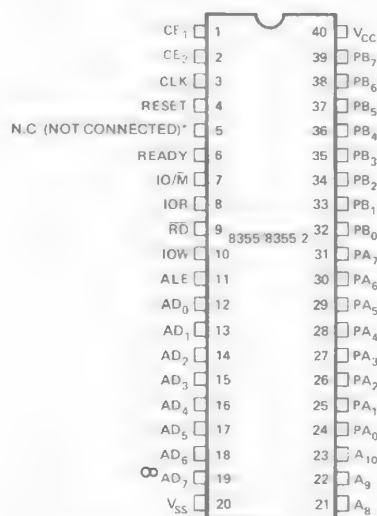 CE₁ 1 40 V_CC
CE₂ 2 39 PB₇
CLK 3 38 PB₆
RESET 4 37 PB₅
N.C (NOT CONNECTED)* 5 36 PB₄
READY 6 35 PB₃
IO/M̅ 7 34 PB₂
IOR 8 33 PB₁
R̅D̅ 9 8355 8355 2 32 PB₀
IOW 10 31 PA₇
ALE 11 30 PA₆
AD₀ 12 29 PA₅
AD₁ 13 28 PA₄
AD₂ 14 27 PA₃
AD₃ 15 26 PA₂
AD₄ 16 25 PA₁
AD₅ 17 24 PA₀
AD₆ 18 23 A₁₀
∞ AD₇ 19 22 A₉
V_SS 20 21 A₈